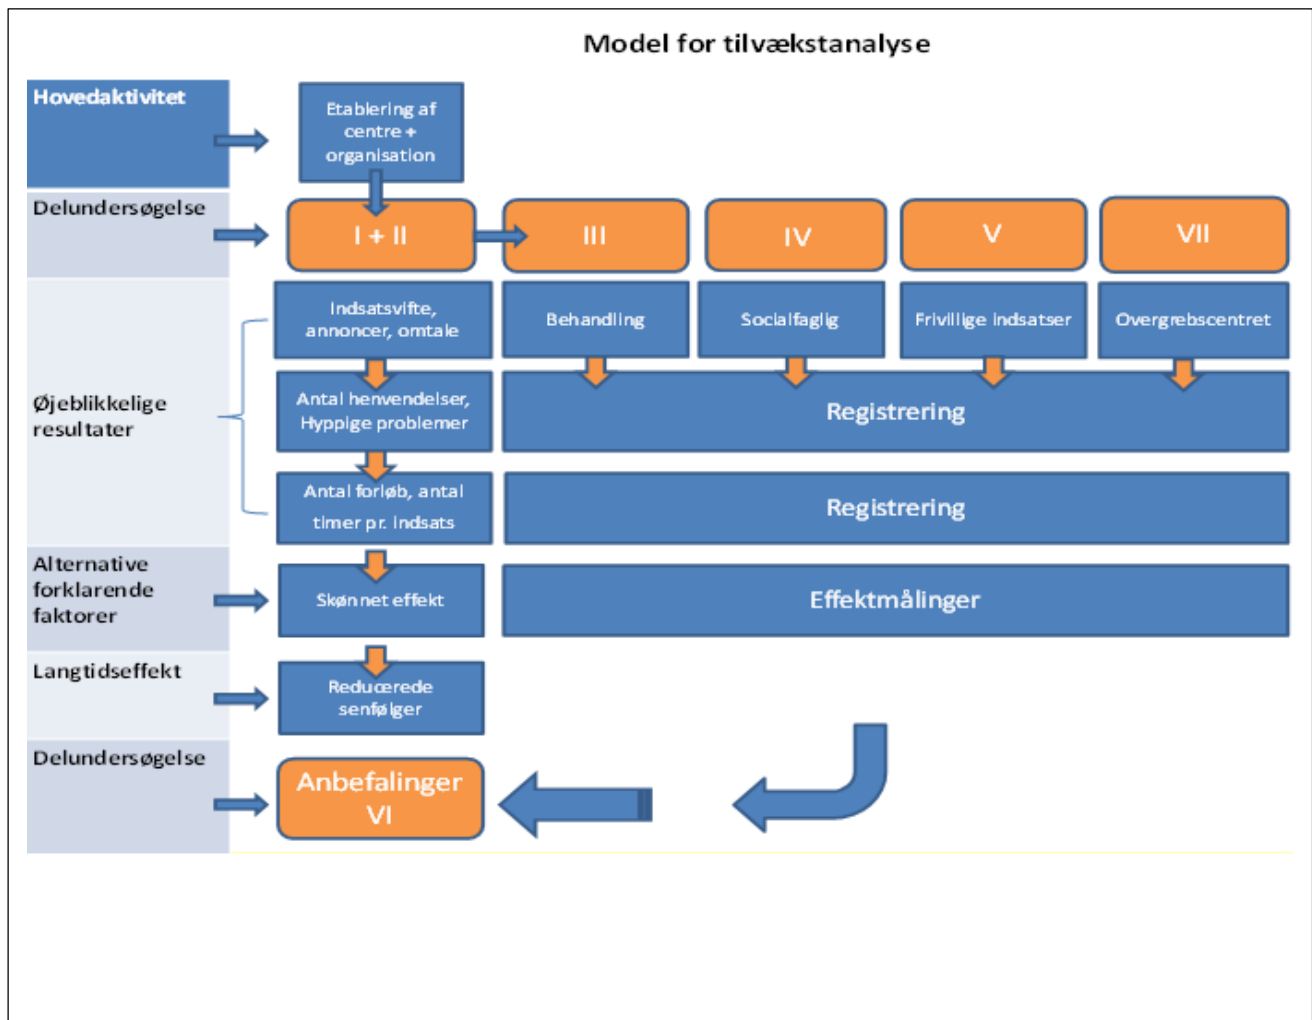 Model for tilvækstanalyse
Hovedaktivitet
Etablering af
centre +
organisation
Delundersøgelse
I + II
III
IV
V
VII
Indsatsvifte,
annoncer, omtale
Behandling
Socialfaglig
Frivillige indsatser
Overgrebscentret
Øjeblikkelige
resultater
Antal henvendelser,
Hyppige problemer
Registrering
Antal forløb, antal
timer pr. indsats
Registrering
Alternative
forklarende
faktorer
Skønnet effekt
Effektmålinger
Langtidseffekt
Reducerede
senfølger
Delundersøgelse
Anbefalinger
VI